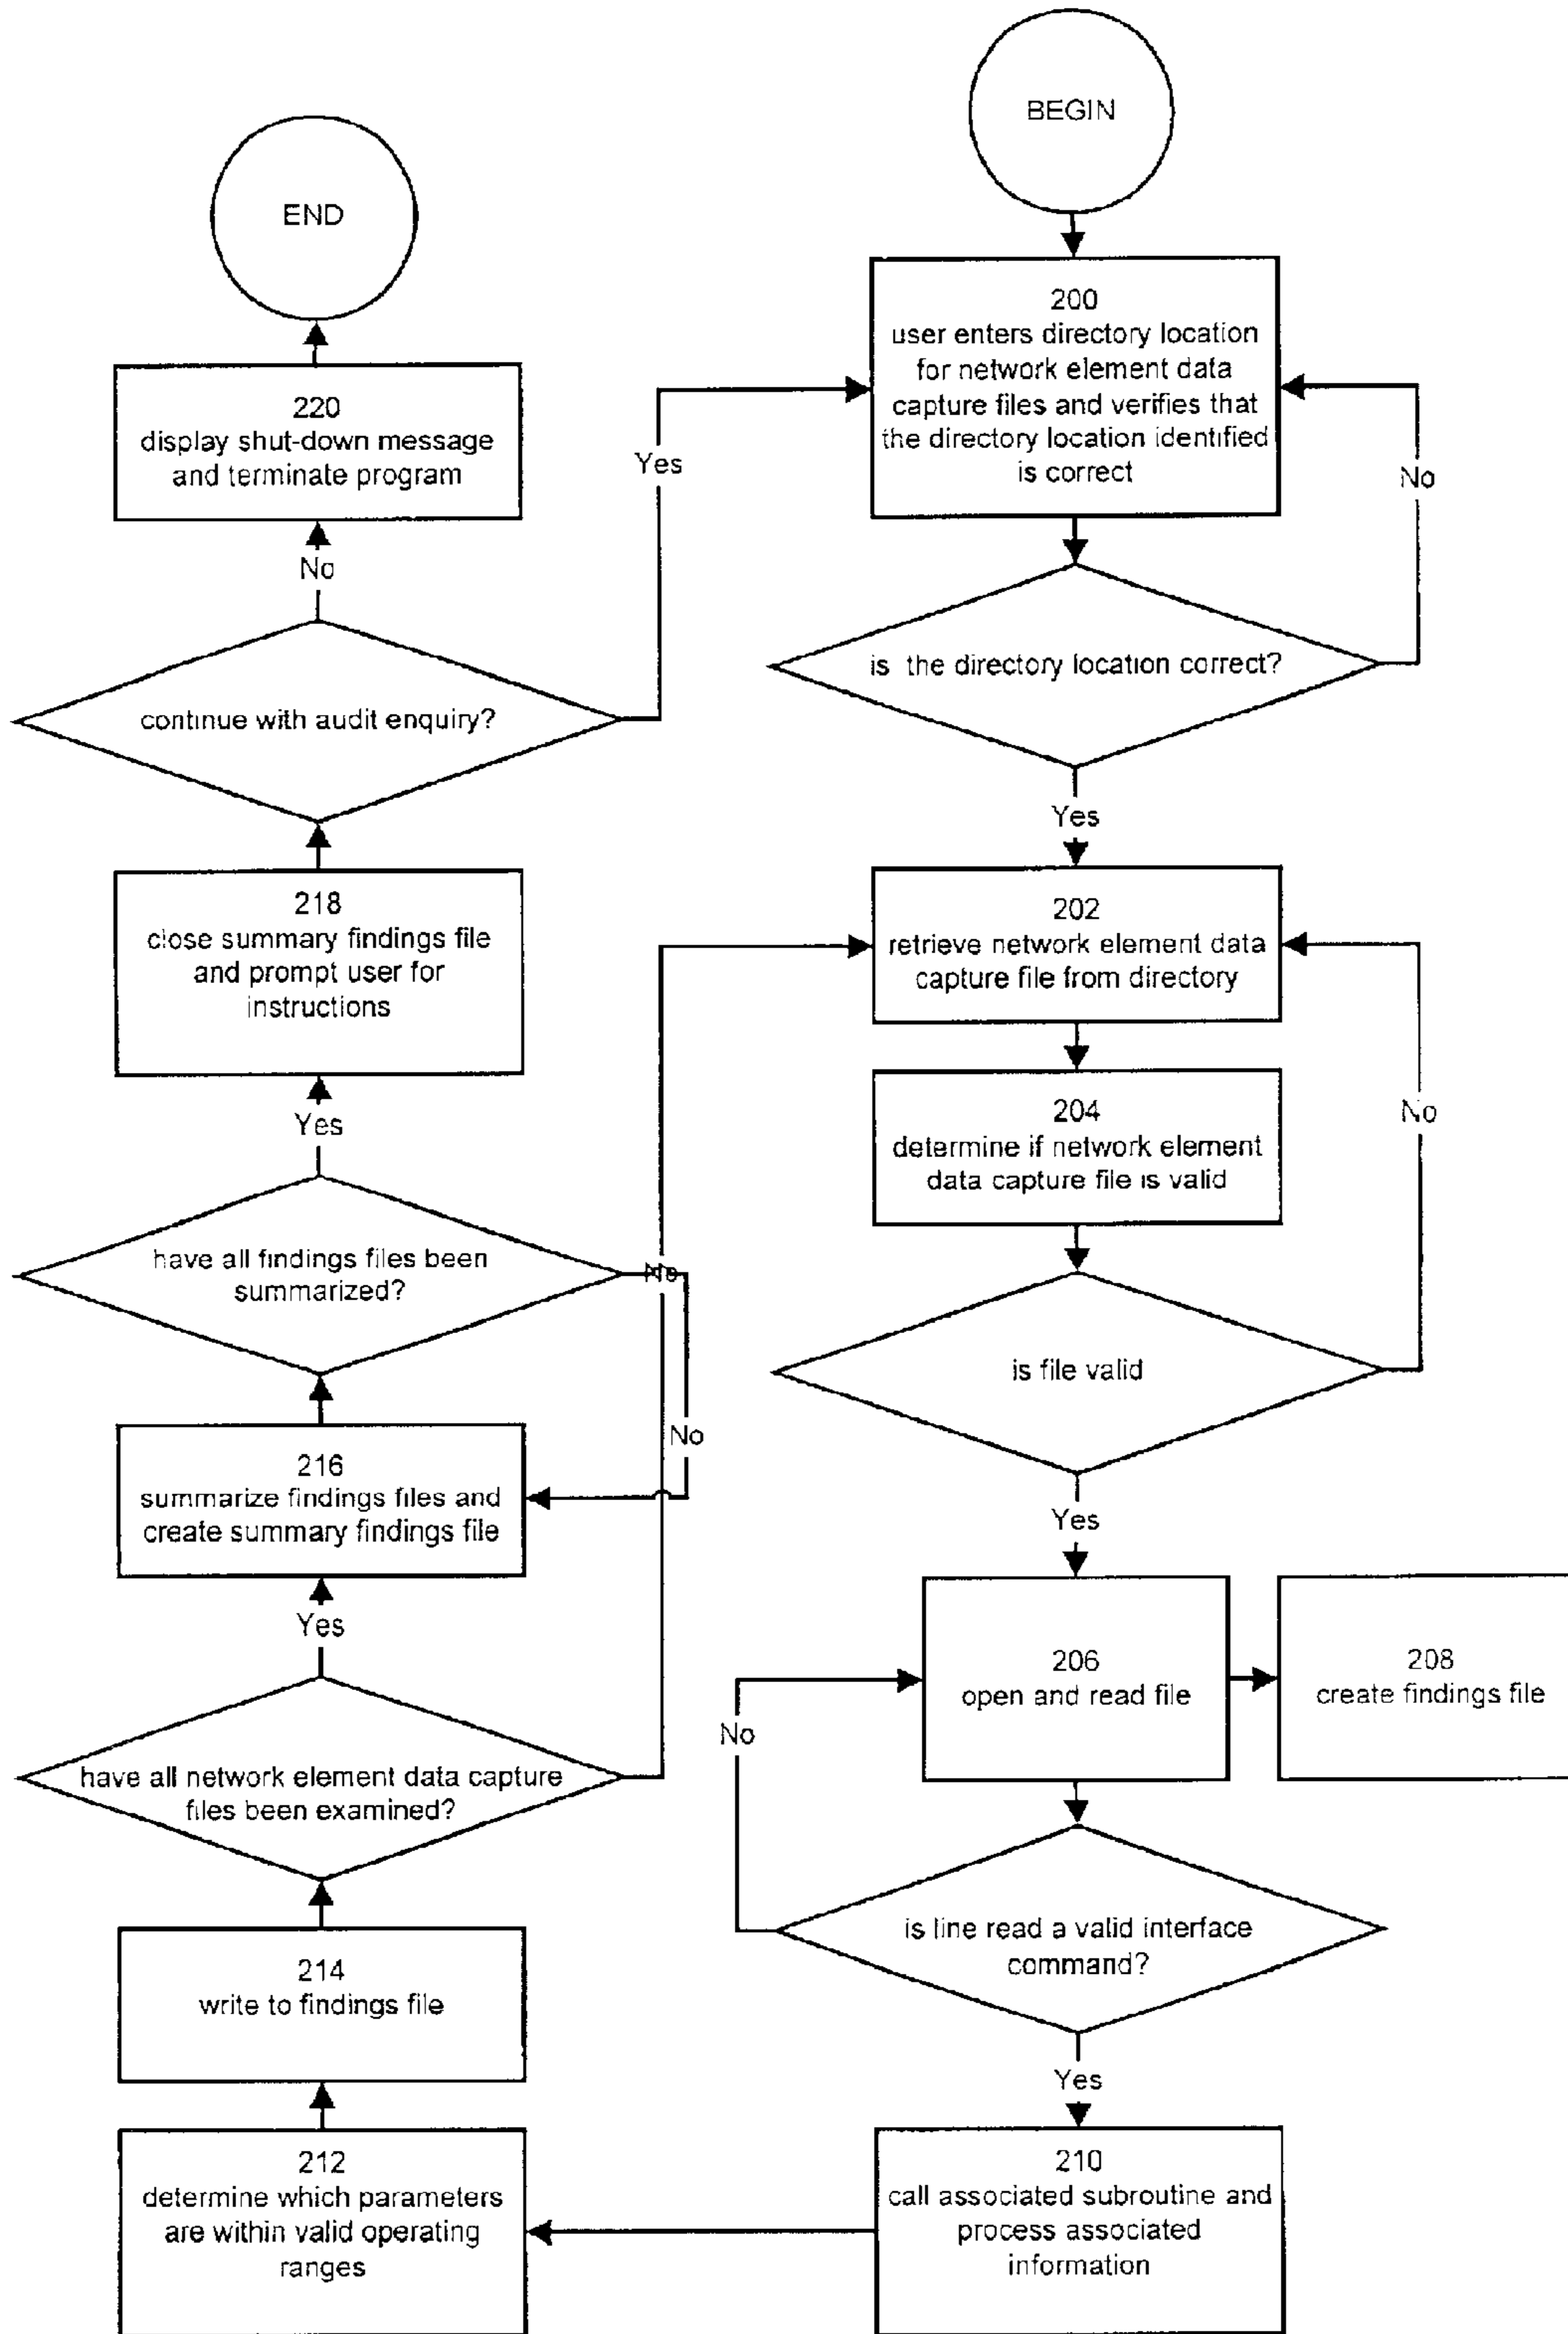 BEGIN
200
user enters directory location
for network element data
capture files and verifies that
the directory location identified
is correct
No
is the directory location correct?
Yes
202
retrieve network element data
capture file from directory
204
determine if network element
data capture file is valid
No
is file valid
Yes
206
open and read file
208
create findings file
No
is line read a valid interface
command?
Yes
210
call associated subroutine and
process associated
information
212
determine which parameters
are within valid operating
ranges
214
write to findings file
have all network element data capture
files been examined?
No
Yes
216
summarize findings files and
create summary findings file
No
have all findings files been
summarized?
Yes
218
close summary findings file
and prompt user for
instructions
continue with audit enquiry?
Yes
No
220
display shut-down message
and terminate program
END